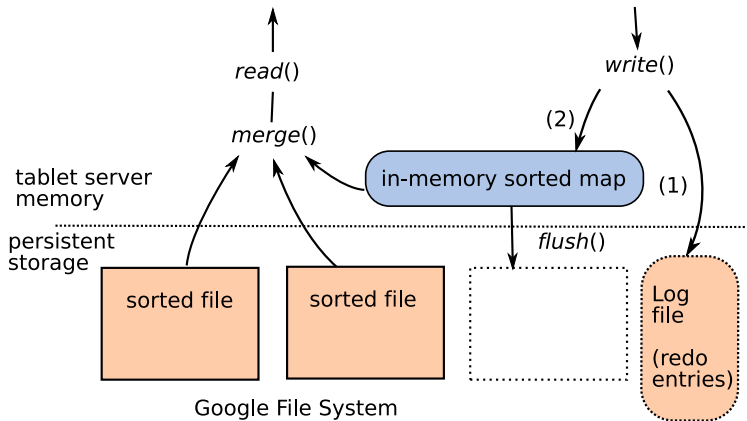 read()
write()
(2)
merge()
in-memory sorted map
(1)
tablet server
memory
persistent
storage
flush()
sorted file
sorted file
Log
file
(redo
entries)
Google File System